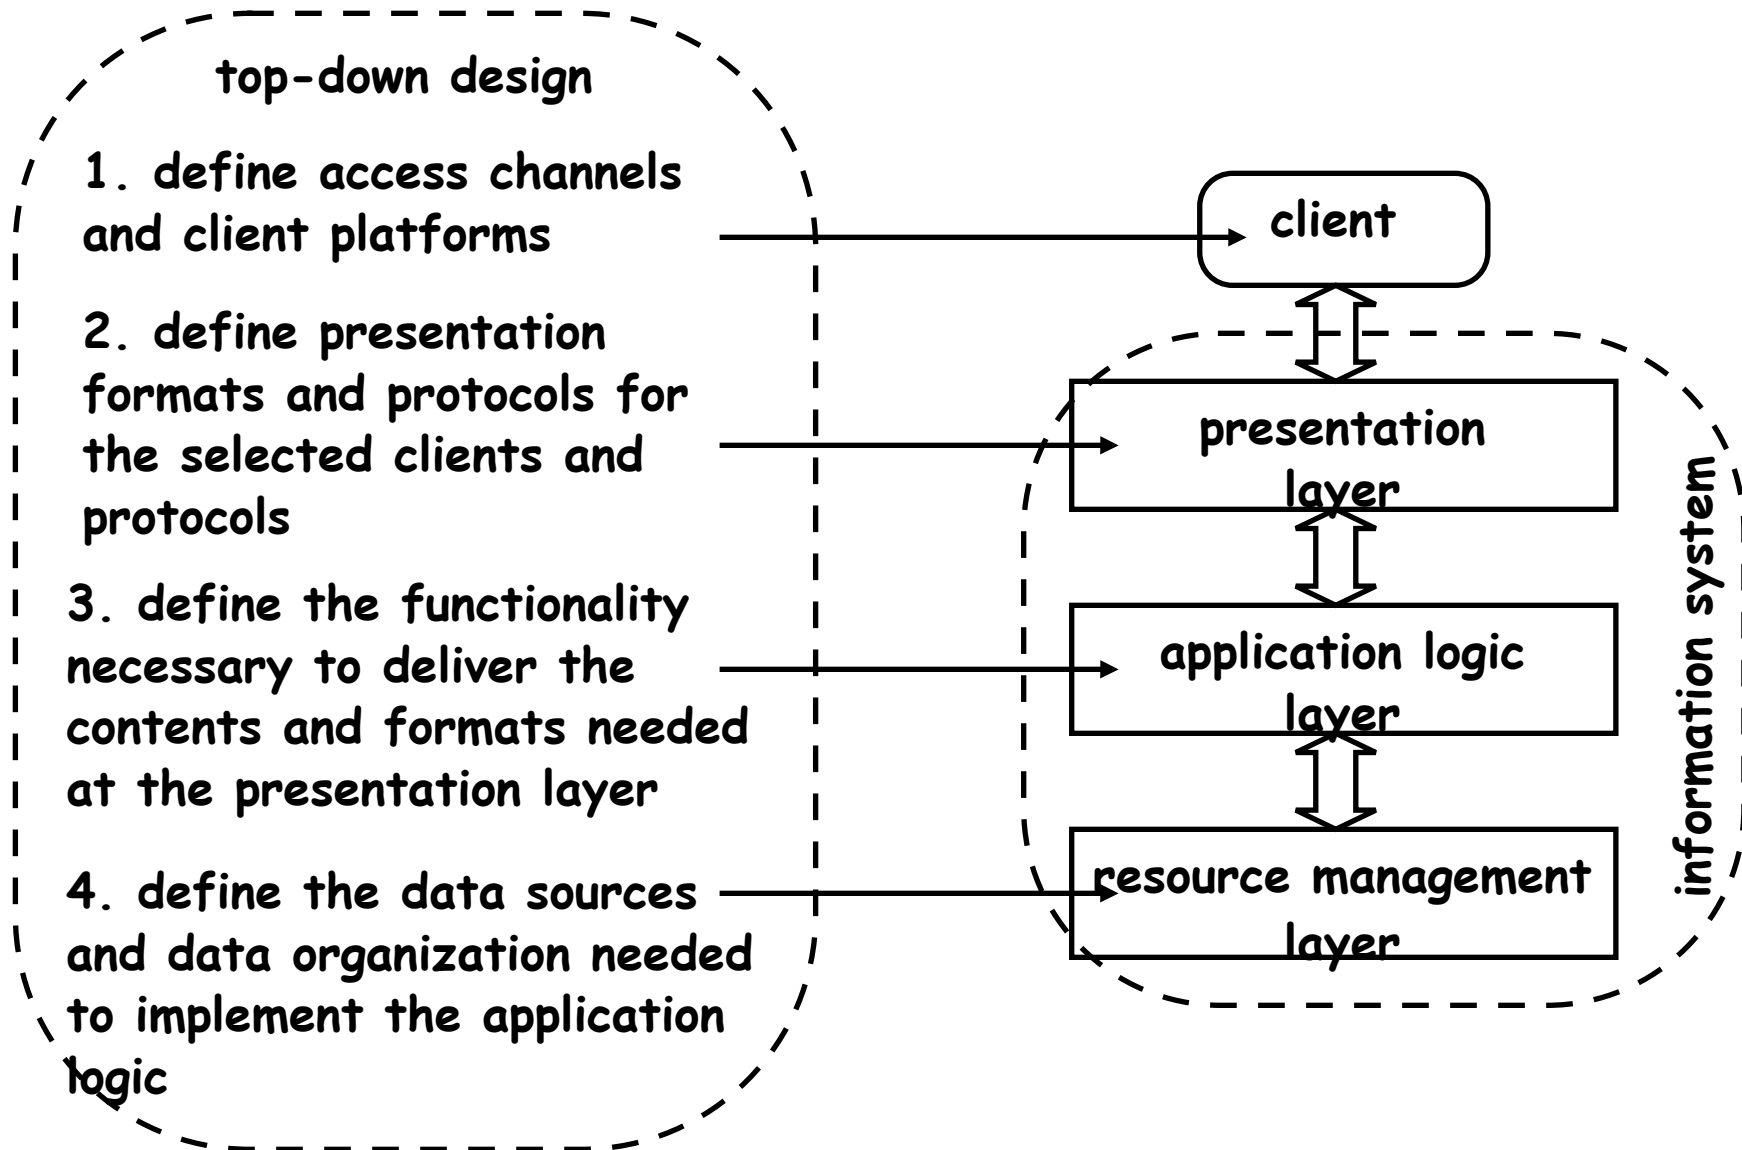 top-down design
1. define access channels
and client platforms
2. define presentation
formats and protocols for
the selected clients and
protocols
3. define the functionality
necessary to deliver the
contents and formats needed
at the presentation layer
4. define the data sources
and data organization needed
to implement the application
logic
client
presentation
layer
application logic
layer
resource management
layer
information system